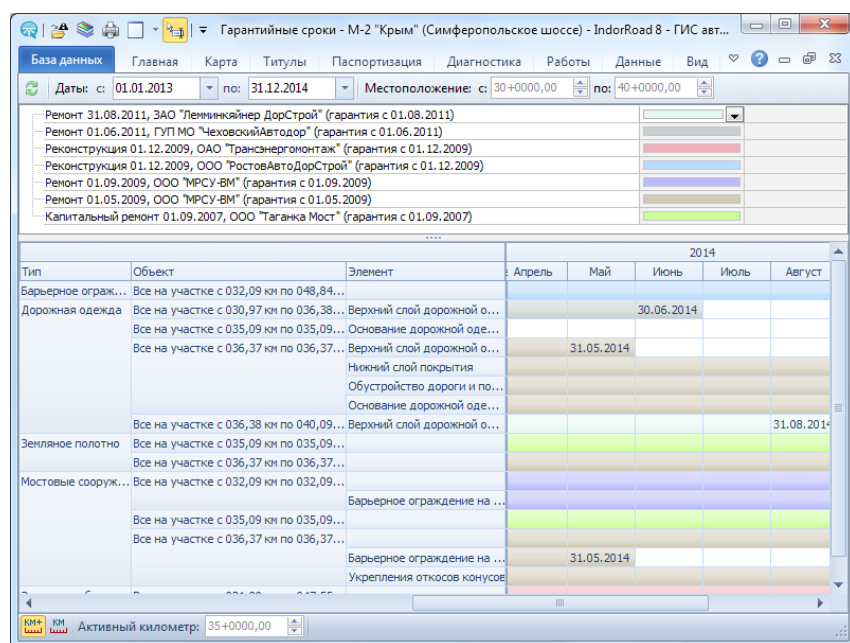 Гарантийные сроки - М-2 "Крым" (Симферопольское шоссе) - IndorRoad 8 - ГИС авт...
База данных Главная Карта Титулы Паспортизация Диагностика Работы Данные Вид
Даты: с: 01.01.2013 по: 31.12.2014 Местоположение: с: 30+0000,00 по: 40+0000,00
Ремонт 31.08.2011, ЗАО "Лемминкяйнер ДорСтрой" (гарантия с 01.08.2011)
Ремонт 01.06.2011, ГУП МО "ЧеховскийАвтодор" (гарантия с 01.06.2011)
Реконструкция 01.12.2009, ОАО "Трансэнергомонтаж" (гарантия с 01.12.2009)
Реконструкция 01.12.2009, ООО "РостовАвтоДорСтрой" (гарантия с 01.12.2009)
Ремонт 01.09.2009, ООО "МРСУ-ВМ" (гарантия с 01.09.2009)
Ремонт 01.05.2009, ООО "МРСУ-ВМ" (гарантия с 01.05.2009)
Капитальный ремонт 01.09.2007, ООО "Таганка Мост" (гарантия с 01.09.2007)
2014
Тип Объект Элемент Апрель Май Июнь Июль Август
Барьерное ограж... Все на участке с 032,09 км по 048,84...
Дорожная одежда Все на участке с 030,97 км по 036,38... Верхний слой дорожной о... 30.06.2014
Все на участке с 035,09 км по 035,09... Основание дорожной оде...
Все на участке с 036,37 км по 036,37... Верхний слой дорожной о... 31.05.2014
Нижний слой покрытия
Обустройство дороги и по...
Основание дорожной оде...
Все на участке с 036,38 км по 040,09... Верхний слой дорожной о... 31.08.2014
Земляное полотно Все на участке с 035,09 км по 035,09...
Все на участке с 036,37 км по 036,37...
Мостовые сооруж... Все на участке с 032,09 км по 032,09...
Барьерное ограждение на ...
Все на участке с 035,09 км по 035,09...
Все на участке с 036,37 км по 036,37...
Барьерное ограждение на ... 31.05.2014
Укрепления откосов конусов
КМ+ КМ Активный километр: 35+0000,00